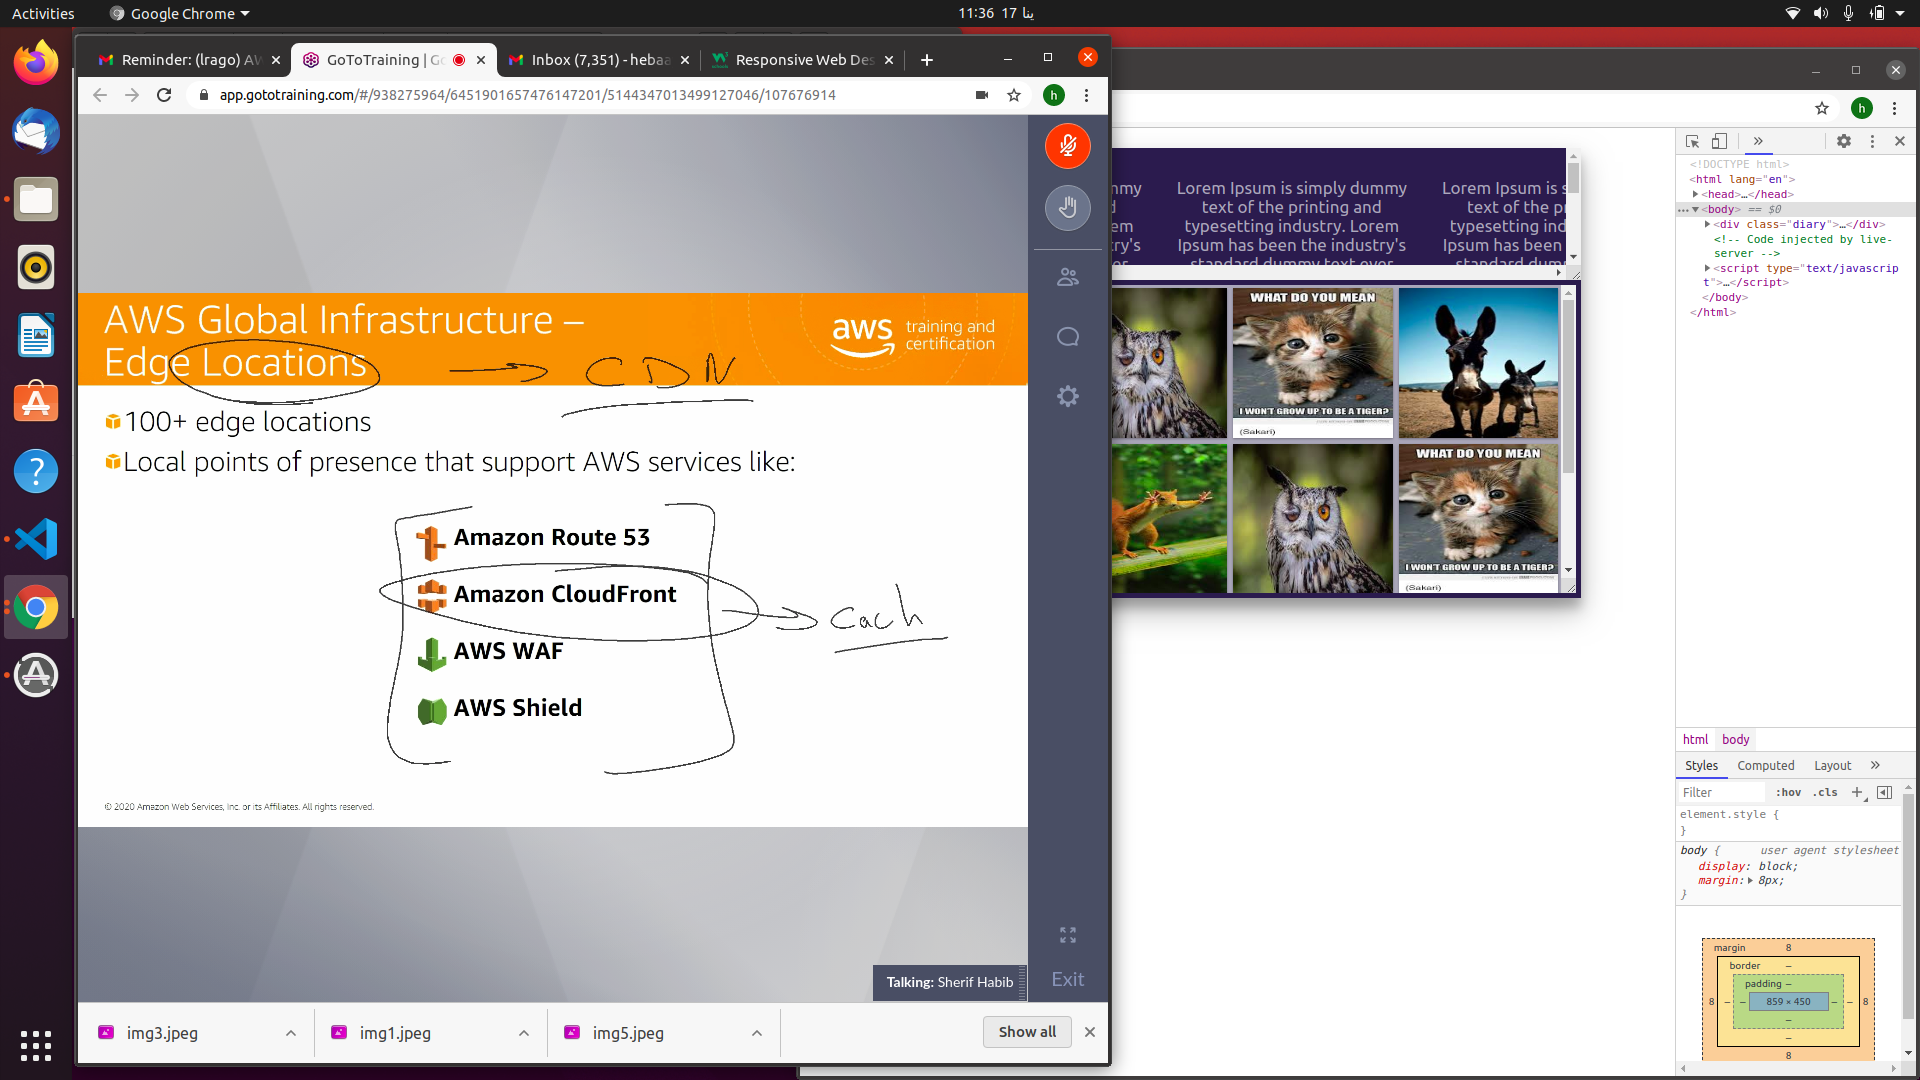 Activities
Google Chrome
11:36 17 ينا
Reminder: (lrago) AW
GoToTraining | Go
Inbox (7,351) - hebaa
Responsive Web Des
app.gototraining.com/#/938275964/6451901657476147201/5144347013499127046/107676914
h
AWS Global Infrastructure –
Edge Locations
CDN
aws training and
certification
100+ edge locations
Local points of presence that support AWS services like:
Amazon Route 53
Amazon CloudFront
Cach
AWS WAF
AWS Shield
© 2020 Amazon Web Services, Inc. or its Affiliates. All rights reserved.
Talking: Sherif Habib
Exit
img3.jpeg
img1.jpeg
img5.jpeg
Show all
h
mmy
d
em
ry's
Lorem Ipsum is simply dummy
text of the printing and
typesetting industry. Lorem
Ipsum has been the industry's
standard dummy text ever
Lorem Ipsum is s
text of the pr
typesetting ind
Ipsum has been
standard dum
WHAT DO YOU MEAN
I WON'T GROW UP TO BE A TIGER?
(Sakari)
WHAT DO YOU MEAN
I WON'T GROW UP TO BE A TIGER?
(Sakari)
<!DOCTYPE html>
<html lang="en">
<head>…</head>
<body> == $0
<div class="diary">…</div>
<!-- Code injected by live-
server -->
<script type="text/javascrip
t">…</script>
</body>
</html>
html body
Styles Computed Layout
Filter :hov .cls
element.style {
}
body { user agent stylesheet
display: block;
margin: 8px;
}
margin 8
border –
padding –
8 – – 859 × 450 – – 8
–
–
8